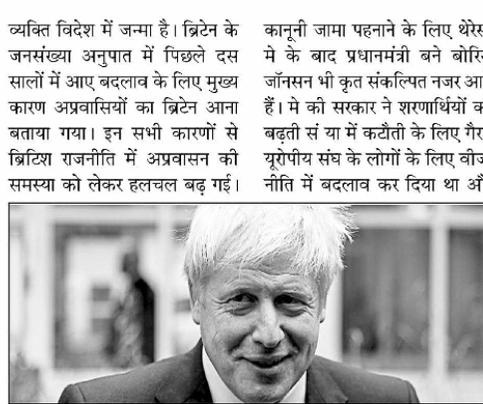 व्यक्ति विदेश में जन्मा है। ब्रिटेन के
जनसंख्या अनुपात में पिछले दस
सालों में आए बदलाव के लिए मुख्य
कारण अप्रवासियों का ब्रिटेन आना
बताया गया। इन सभी कारणों से
ब्रिटिश राजनीति में अप्रवासन की
समस्या को लेकर हलचल बढ़ गई।
कानूनी जामा पहनाने के लिए थेरेस
मे के बाद प्रधानमंत्री बने बोरि
जॉनसन भी कृत संकल्पित नजर आ
हैं। मे की सरकार ने शरणार्थियों क
बढ़ती सं या में कटौती के लिए गैर
यूरोपीय संघ के लोगों के लिए वीज
नीति में बदलाव कर दिया था औ